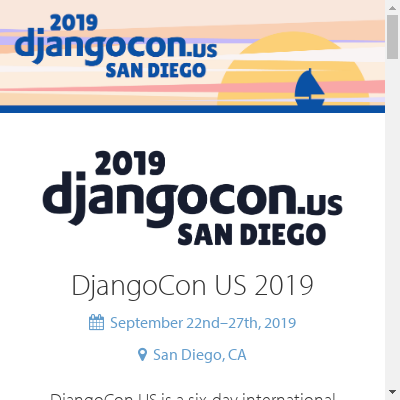 2019
djangocon.us
SAN DIEGO
2019
djangocon.us
SAN DIEGO
DjangoCon US 2019
September 22nd–27th, 2019
San Diego, CA
DjangoCon US is a six-day international